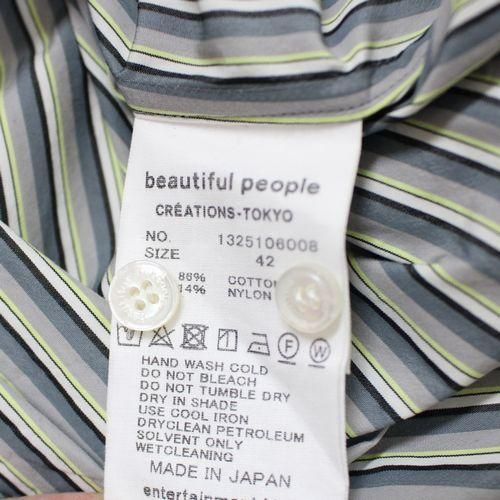 beautiful people
CRÉATIONS-TOKYO
NO. 1325106008
SIZE 42
86% COTTON
14% NYLON
F W
HAND WASH COLD
DO NOT BLEACH
DO NOT TUMBLE DRY
DRY IN SHADE
USE COOL IRON
DRYCLEAN PETROLEUM
SOLVENT ONLY
WETCLEANING
MADE IN JAPAN